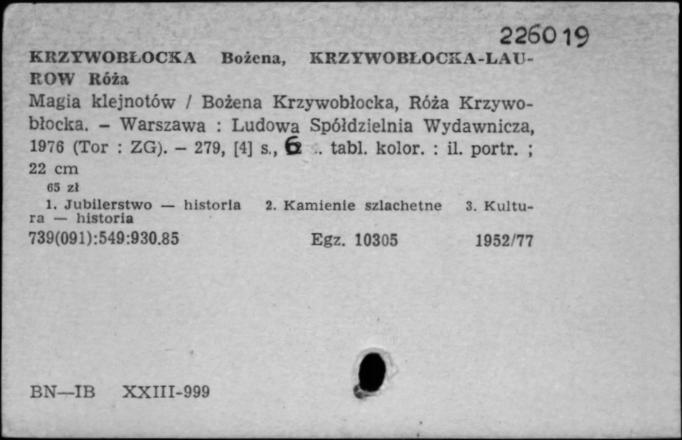 226019
KRZYWOBŁOCKA Bożena, KRZYWOBŁOCKA-LAU-
ROW Róża
Magia klejnotów / Bożena Krzywobłocka, Róża Krzywo-
błocka. – Warszawa : Ludowa Spółdzielnia Wydawnicza,
1976 (Tor : ZG). – 279, [4] s., 6 .. tabl. kolor. : il. portr. ;
22 cm
65 zł
1. Jubilerstwo — historia 2. Kamienie szlachetne 3. Kultu-
ra — historia
739(091):549:930.85 Egz. 10305 1952/77
BN—IB XXIII-999